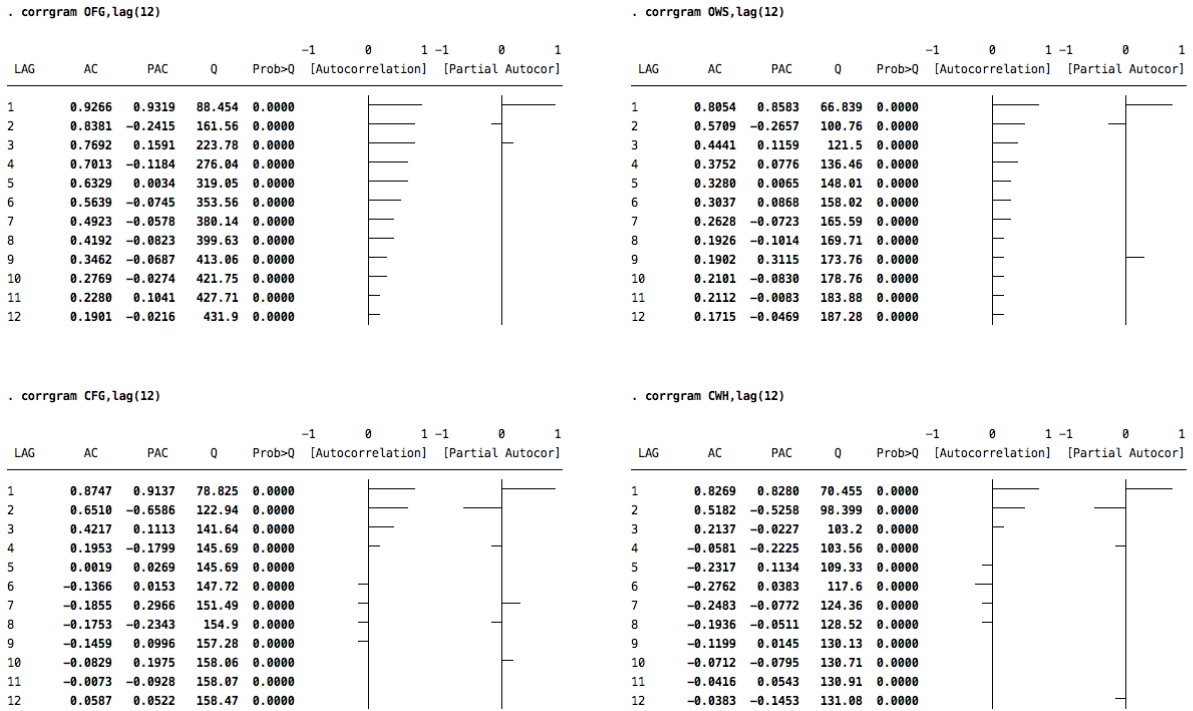 . corrgram OFG,lag(12)
-1 0 1 -1 0 1
LAG AC PAC Q Prob>Q [Autocorrelation] [Partial Autocor]
1 0.9266 0.9319 88.454 0.0000
2 0.8381 -0.2415 161.56 0.0000
3 0.7692 0.1591 223.78 0.0000
4 0.7013 -0.1184 276.04 0.0000
5 0.6329 0.0034 319.05 0.0000
6 0.5639 -0.0745 353.56 0.0000
7 0.4923 -0.0578 380.14 0.0000
8 0.4192 -0.0823 399.63 0.0000
9 0.3462 -0.0687 413.06 0.0000
10 0.2769 -0.0274 421.75 0.0000
11 0.2280 0.1041 427.71 0.0000
12 0.1901 -0.0216 431.9 0.0000
. corrgram OWS,lag(12)
-1 0 1 -1 0 1
LAG AC PAC Q Prob>Q [Autocorrelation] [Partial Autocor]
1 0.8054 0.8583 66.839 0.0000
2 0.5709 -0.2657 100.76 0.0000
3 0.4441 0.1159 121.5 0.0000
4 0.3752 0.0776 136.46 0.0000
5 0.3280 0.0065 148.01 0.0000
6 0.3037 0.0868 158.02 0.0000
7 0.2628 -0.0723 165.59 0.0000
8 0.1926 -0.1014 169.71 0.0000
9 0.1902 0.3115 173.76 0.0000
10 0.2101 -0.0830 178.76 0.0000
11 0.2112 -0.0083 183.88 0.0000
12 0.1715 -0.0469 187.28 0.0000
. corrgram CFG,lag(12)
-1 0 1 -1 0 1
LAG AC PAC Q Prob>Q [Autocorrelation] [Partial Autocor]
1 0.8747 0.9137 78.825 0.0000
2 0.6510 -0.6586 122.94 0.0000
3 0.4217 0.1113 141.64 0.0000
4 0.1953 -0.1799 145.69 0.0000
5 0.0019 0.0269 145.69 0.0000
6 -0.1366 0.0153 147.72 0.0000
7 -0.1855 0.2966 151.49 0.0000
8 -0.1753 -0.2343 154.9 0.0000
9 -0.1459 0.0996 157.28 0.0000
10 -0.0829 0.1975 158.06 0.0000
11 -0.0073 -0.0928 158.07 0.0000
12 0.0587 0.0522 158.47 0.0000
. corrgram CWH,lag(12)
-1 0 1 -1 0 1
LAG AC PAC Q Prob>Q [Autocorrelation] [Partial Autocor]
1 0.8269 0.8280 70.455 0.0000
2 0.5182 -0.5258 98.399 0.0000
3 0.2137 -0.0227 103.2 0.0000
4 -0.0581 -0.2225 103.56 0.0000
5 -0.2317 0.1134 109.33 0.0000
6 -0.2762 0.0383 117.6 0.0000
7 -0.2483 -0.0772 124.36 0.0000
8 -0.1936 -0.0511 128.52 0.0000
9 -0.1199 0.0145 130.13 0.0000
10 -0.0712 -0.0795 130.71 0.0000
11 -0.0416 0.0543 130.91 0.0000
12 -0.0383 -0.1453 131.08 0.0000